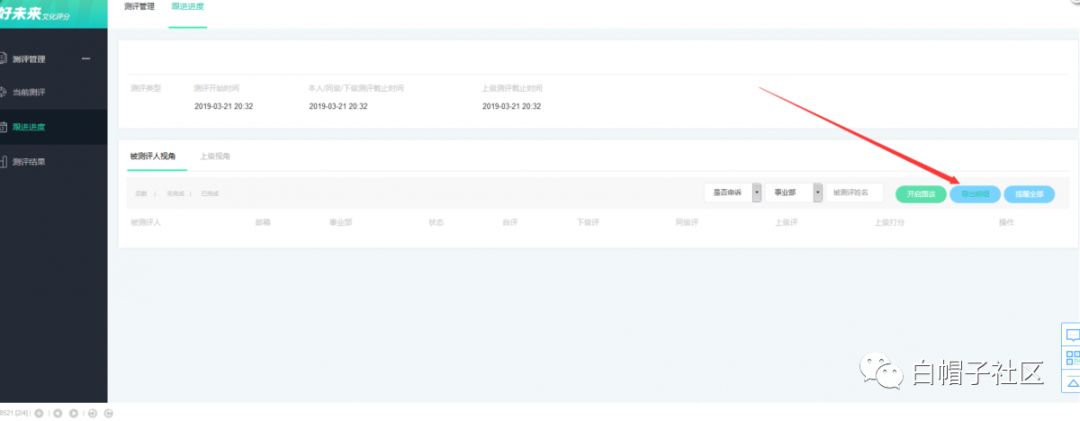 好未来 文化评分
测评管理 跟进进度
测评管理
当前测评
跟进进度
测评结果
测评类型 测评开始时间 本人/同级/下级测评截止时间 上级测评截止时间
2019-03-21 20:32 2019-03-21 20:32 2019-03-21 20:32
被测评人视角 上级视角
总数 | 未完成 | 已完成 是否申诉 事业部 被测评姓名 开启面谈 导出明细 提醒全部
被测评人 邮箱 事业部 状态 自评 下级评 同级评 上级评 上级打分 操作
白帽子社区
8521 [2/4]